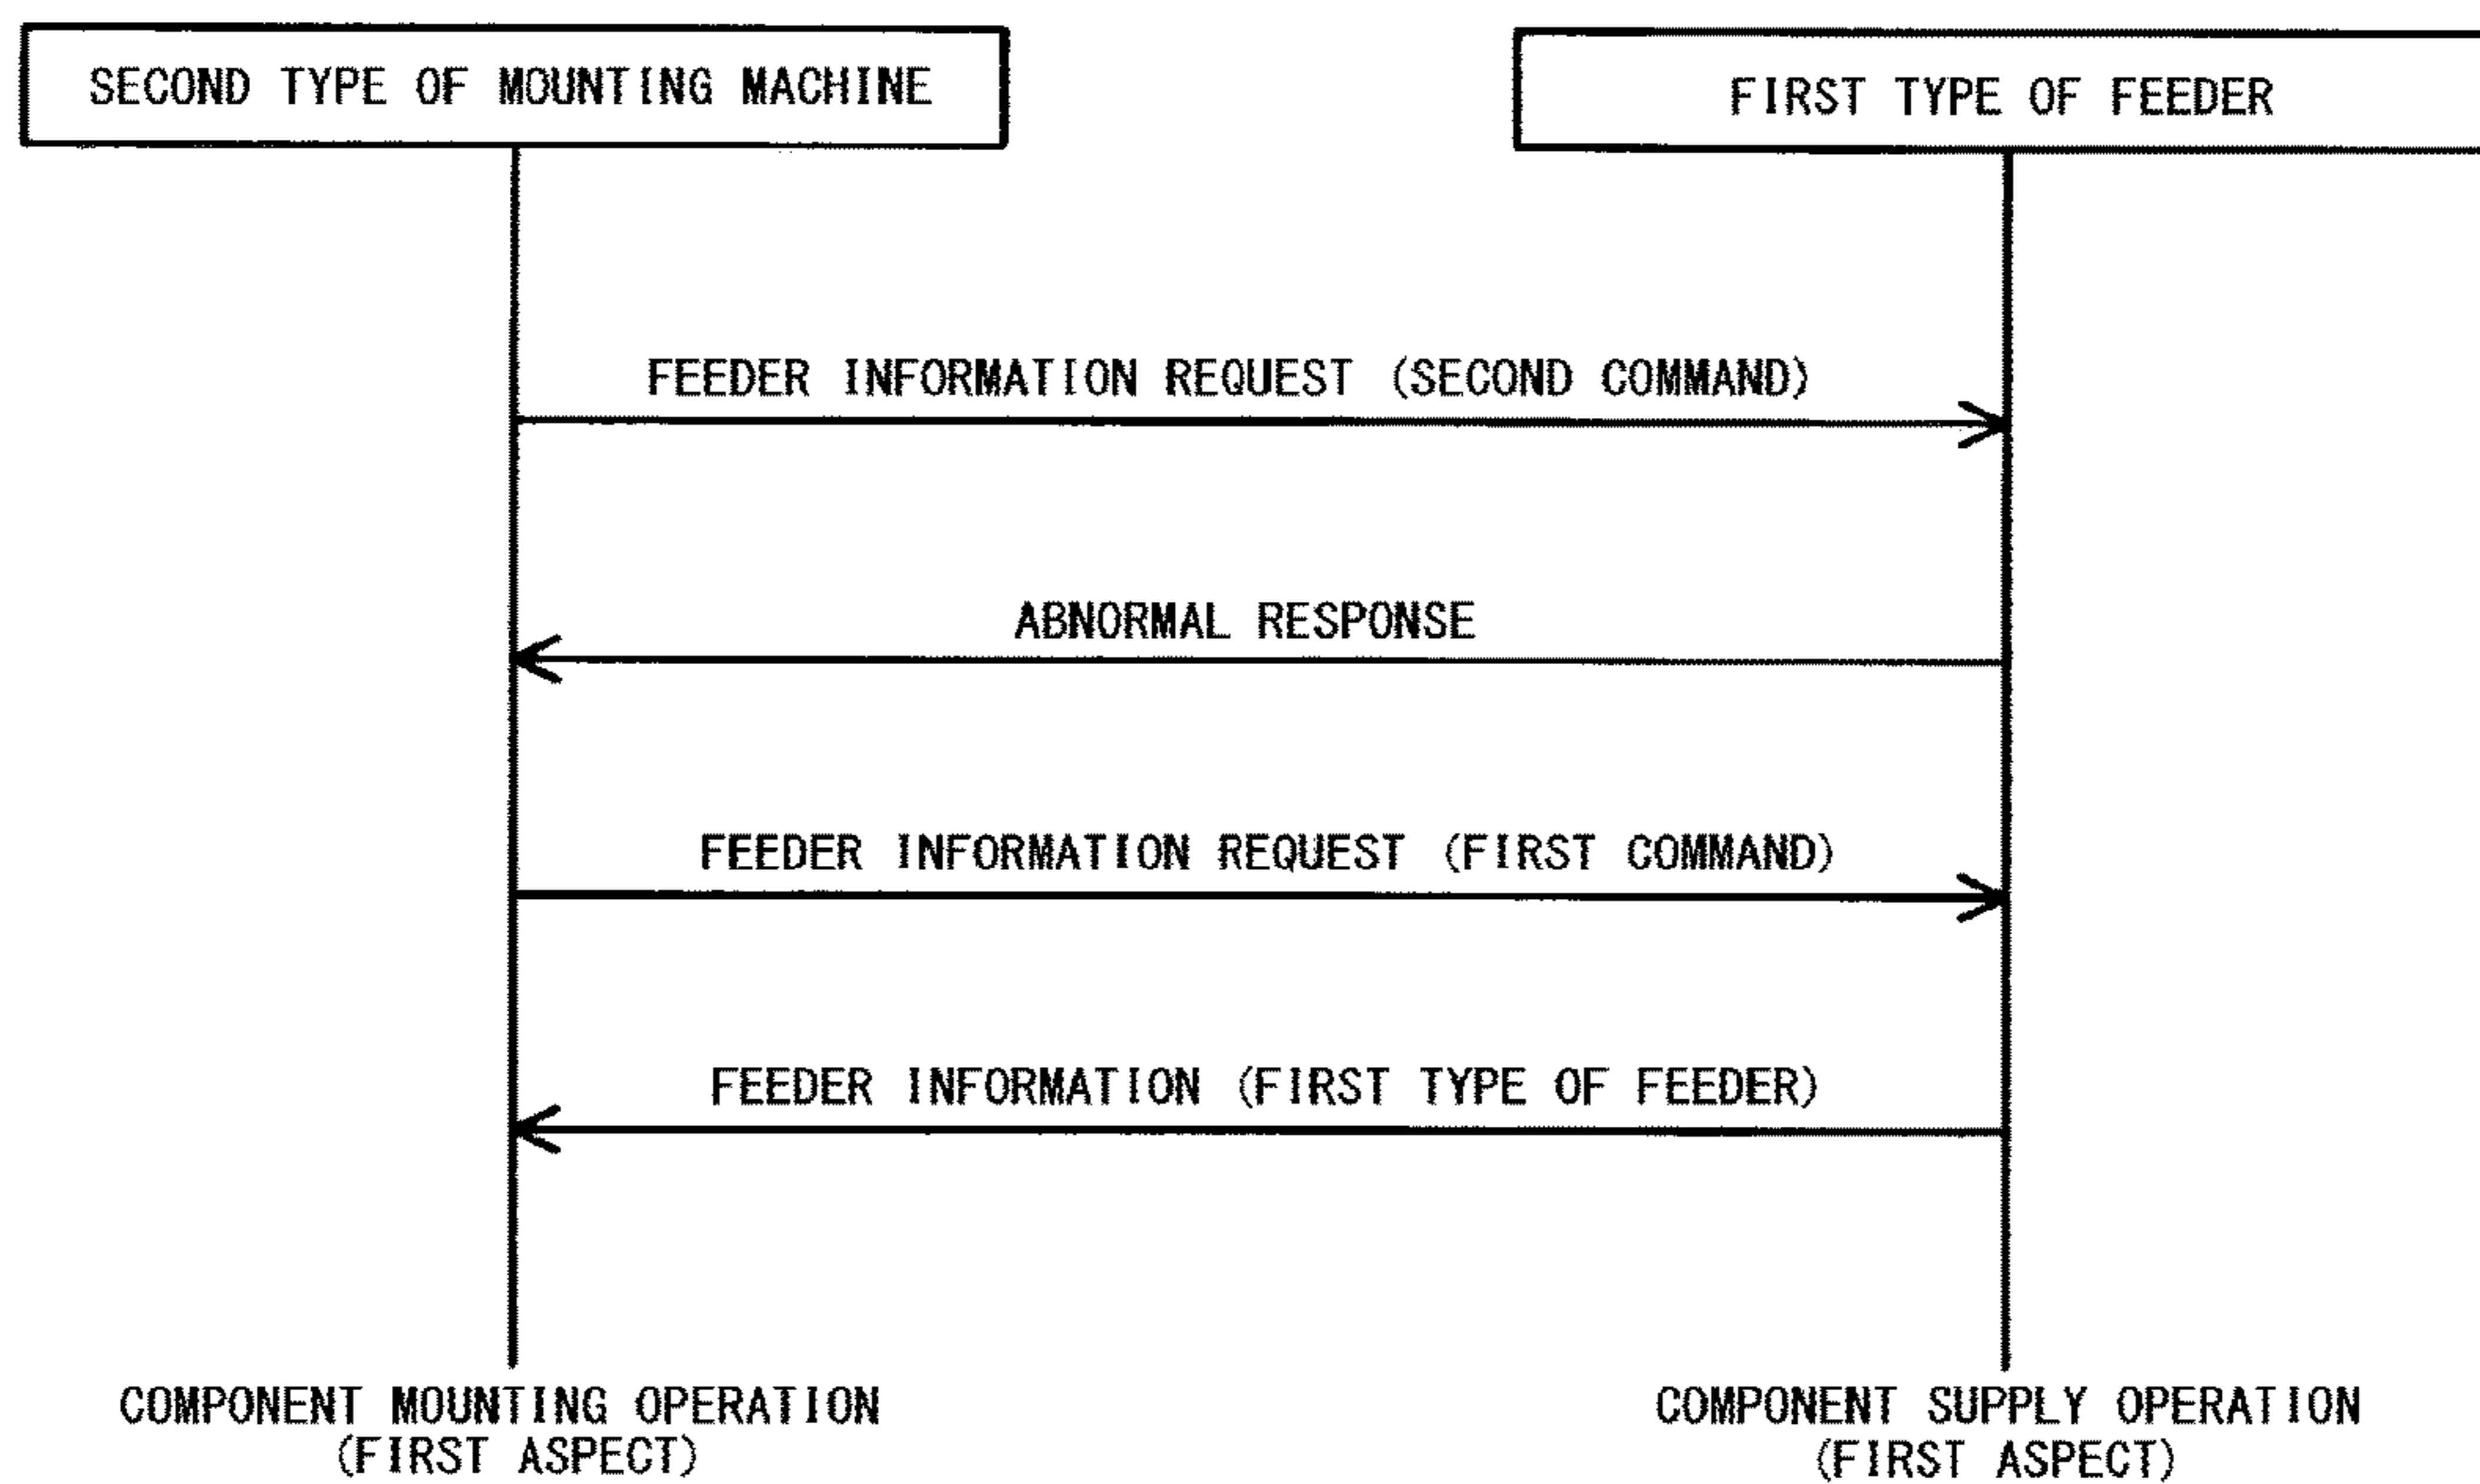 SECOND TYPE OF MOUNTING MACHINE
FIRST TYPE OF FEEDER
FEEDER INFORMATION REQUEST (SECOND COMMAND)
ABNORMAL RESPONSE
FEEDER INFORMATION REQUEST (FIRST COMMAND)
FEEDER INFORMATION (FIRST TYPE OF FEEDER)
COMPONENT MOUNTING OPERATION
(FIRST ASPECT)
COMPONENT SUPPLY OPERATION
(FIRST ASPECT)